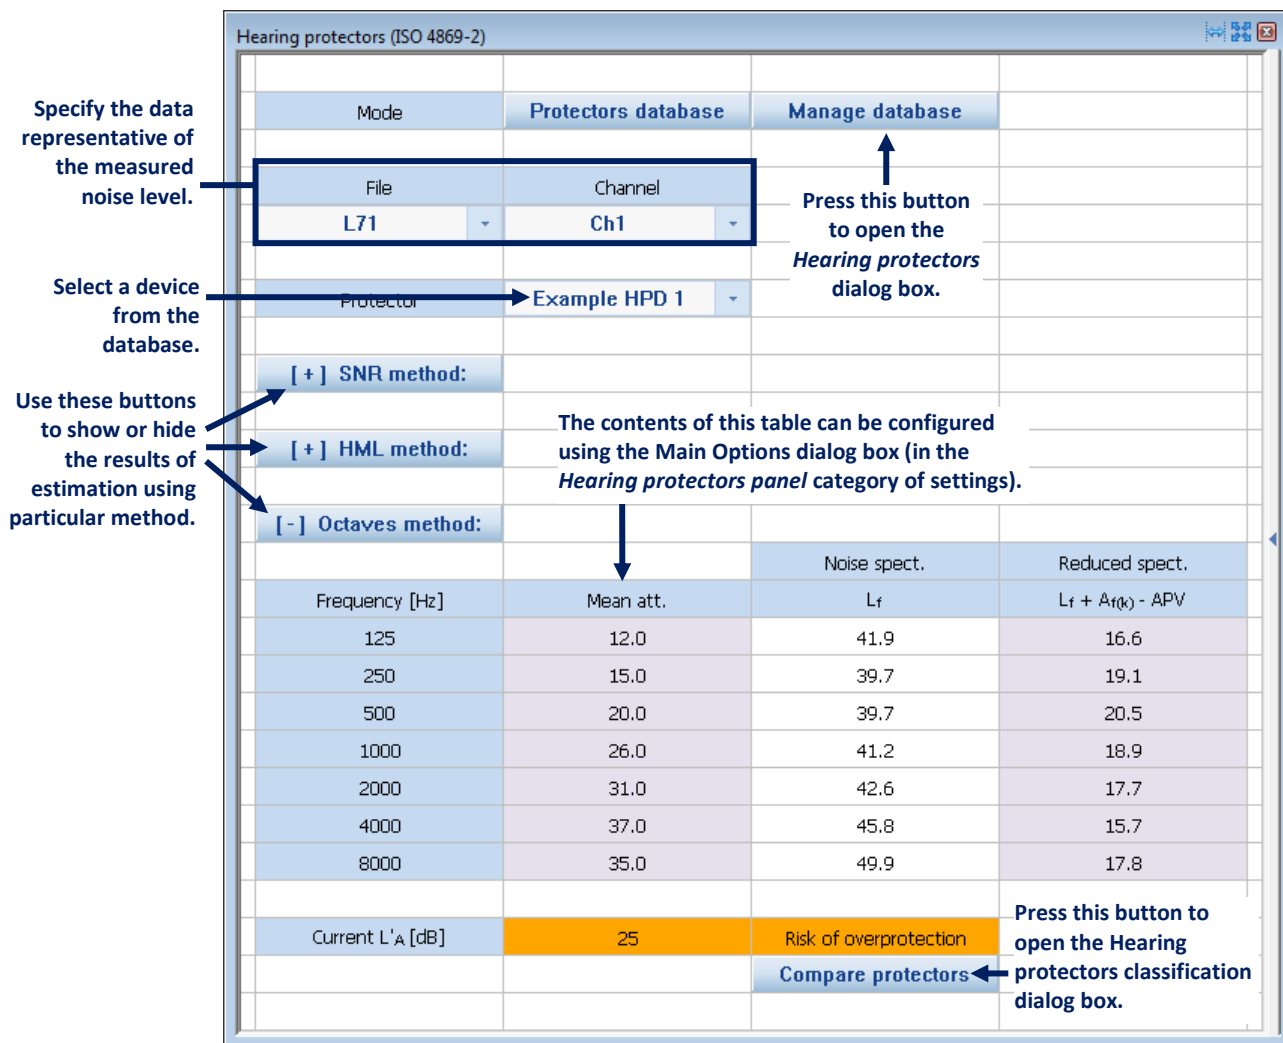 Hearing protectors (ISO 4869-2)
Specify the data
representative of
the measured
noise level.
Mode Protectors database Manage database
File Channel
L71 Ch1
Press this button
to open the
Hearing protectors
dialog box.
Select a device
from the
database.
Protector Example HPD 1
Use these buttons
to show or hide
the results of
estimation using
particular method.
[+] SNR method:
[+] HML method:
[-] Octaves method:
The contents of this table can be configured
using the Main Options dialog box (in the
Hearing protectors panel category of settings).
Noise spect. Reduced spect.
Frequency [Hz] Mean att. Lf Lf + Af(k) - APV
125 12.0 41.9 16.6
250 15.0 39.7 19.1
500 20.0 39.7 20.5
1000 26.0 41.2 18.9
2000 31.0 42.6 17.7
4000 37.0 45.8 15.7
8000 35.0 49.9 17.8
Current L'A [dB] 25 Risk of overprotection
Compare protectors
Press this button to
open the Hearing
protectors classification
dialog box.